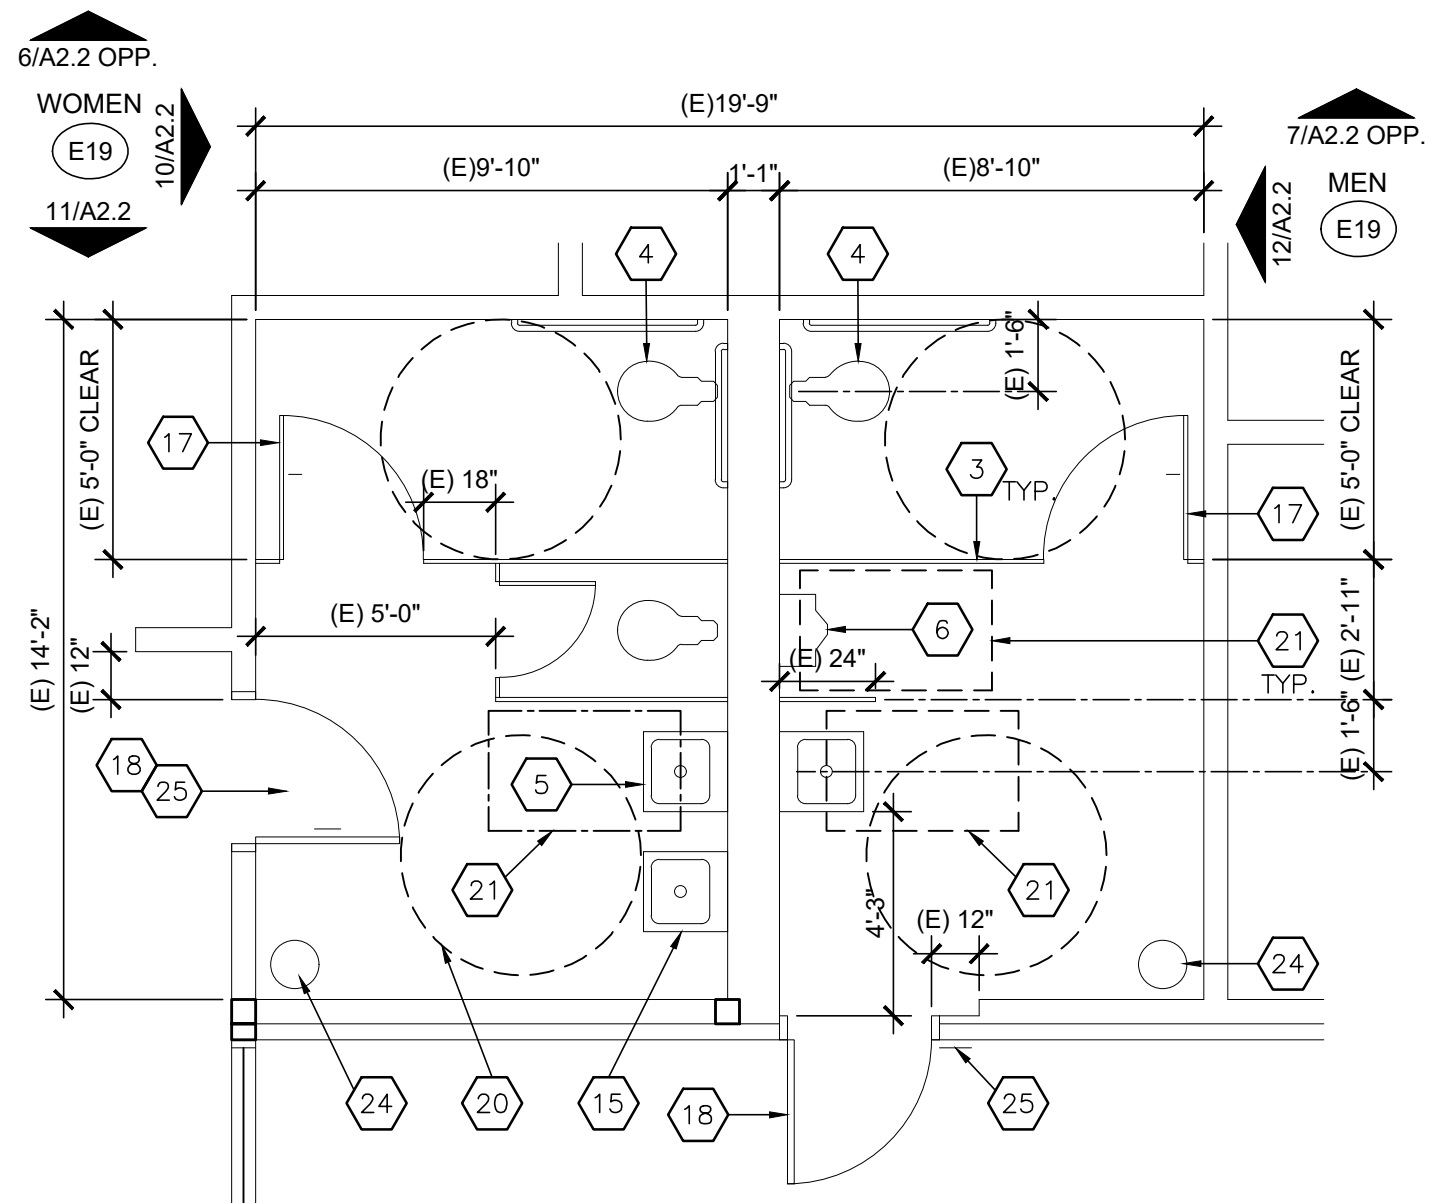 6/A2.2 OPP.
WOMEN
E19
10/A2.2
11/A2.2
(E)19'-9"
(E)9'-10"
1'-1"
(E)8'-10"
7/A2.2 OPP.
MEN
E19
12/A2.2
4
4
(E) 1'-6"
(E) 5'-0" CLEAR
(E) 5'-0" CLEAR
17
(E) 18"
3
TYP.
17
(E) 14'-2"
(E) 12"
(E) 5'-0"
6
(E) 24"
21
TYP.
(E) 2'-11"
(E) 1'-6"
18
25
5
21
21
4'-3"
(E) 12"
24
24
20
15
18
25